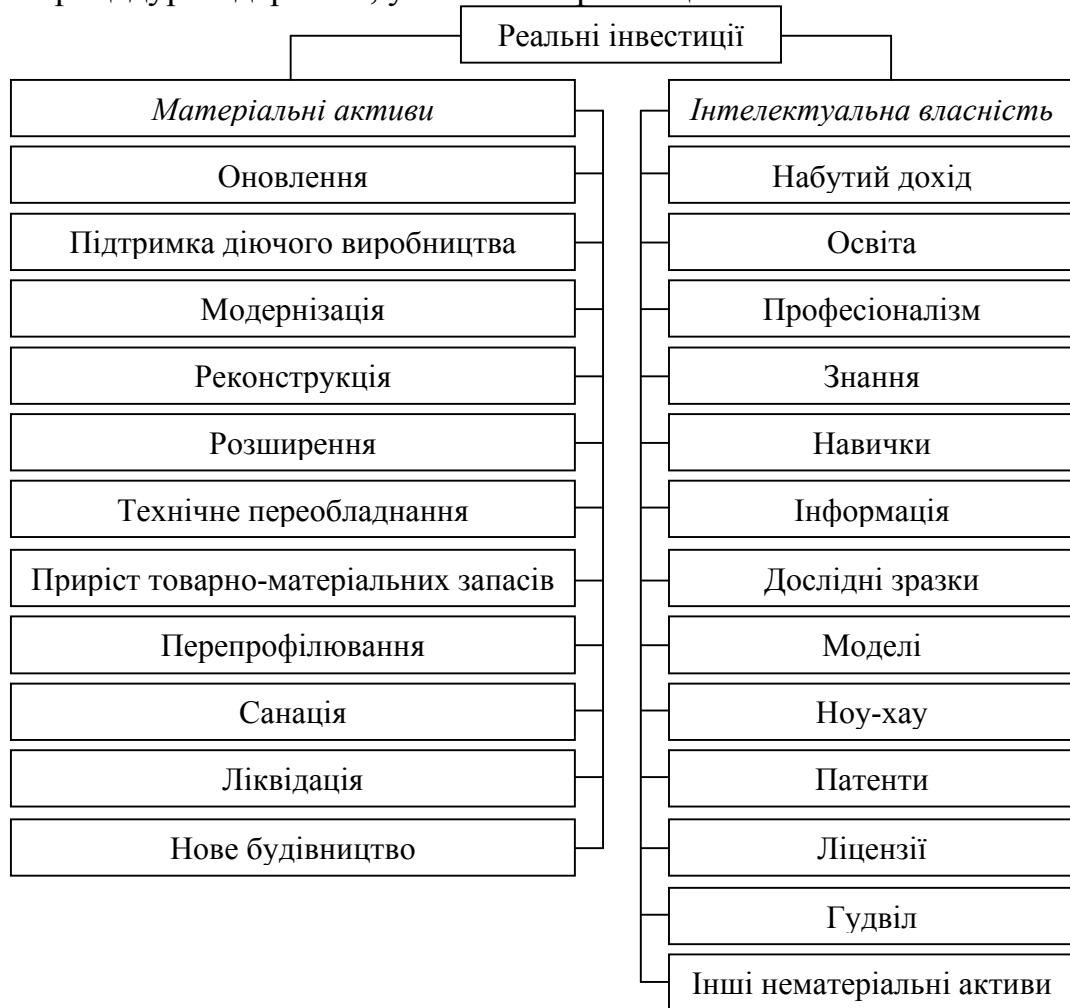 Реальні інвестиції
Матеріальні активи
Оновлення
Підтримка діючого виробництва
Модернізація
Реконструкція
Розширення
Технічне переобладнання
Приріст товарно-матеріальних запасів
Перепрофілювання
Санація
Ліквідація
Нове будівництво
Інтелектуальна власність
Набутий дохід
Освіта
Професіоналізм
Знання
Навички
Інформація
Дослідні зразки
Моделі
Ноу-хау
Патенти
Ліцензії
Гудвіл
Інші нематеріальні активи